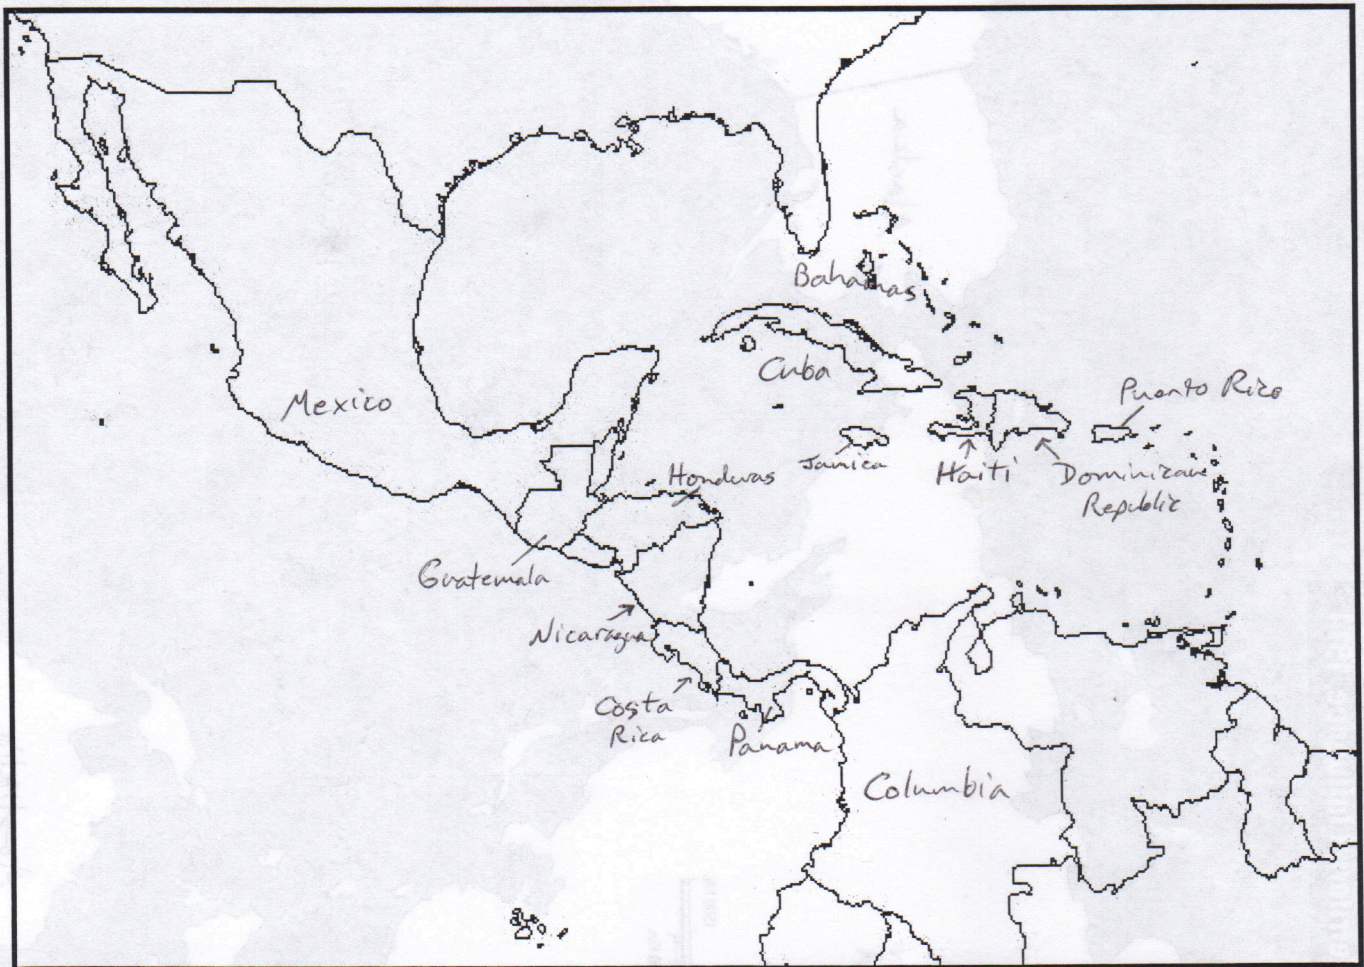 Bahamas
Cuba
Mexico
Puerto Rico
Jamica
Haiti
Dominican
Republic
Honduras
Guatemala
Nicaragua
Costa
Rica
Panama
Columbia